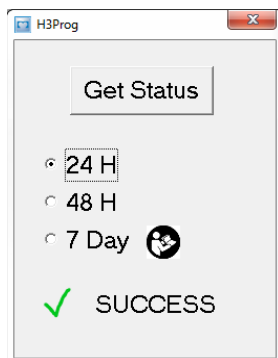 H3Prog
Get Status
24 H
48 H
7 Day
SUCCESS